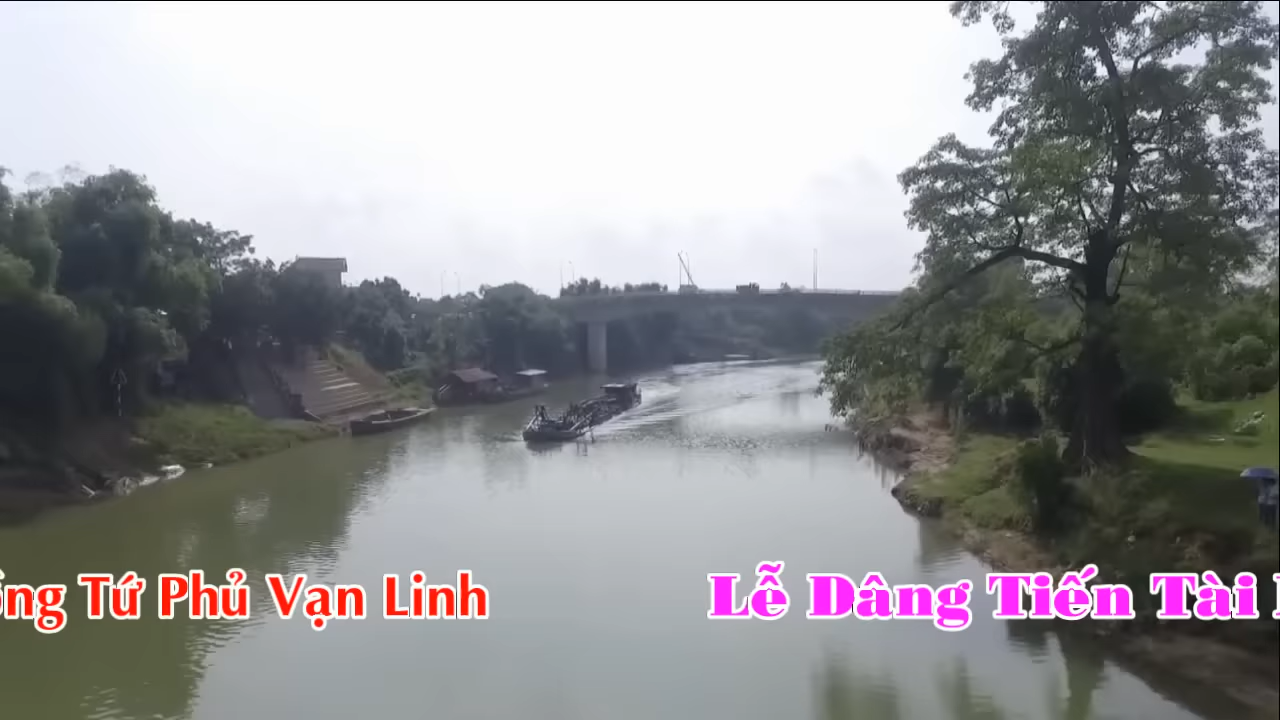 Tứ Phủ Vạn Linh
Lễ Dâng Tiến Tài